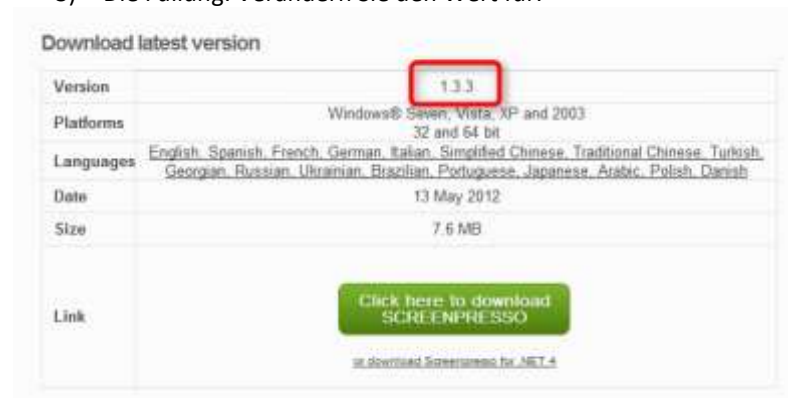 Download latest version
Version 1.3.3
Platforms Windows® Seven, Vista, XP and 2003
32 and 64 bit
Languages English, Spanish, French, German, Italian, Simplified Chinese, Traditional Chinese, Turkish,
Georgian, Russian, Ukrainian, Brazilian, Portuguese, Japanese, Arabic, Polish, Danish
Date 13 May 2012
Size 7.6 MB
Link Click here to download
SCREENPRESSO
or download Screenpresso for .NET 4